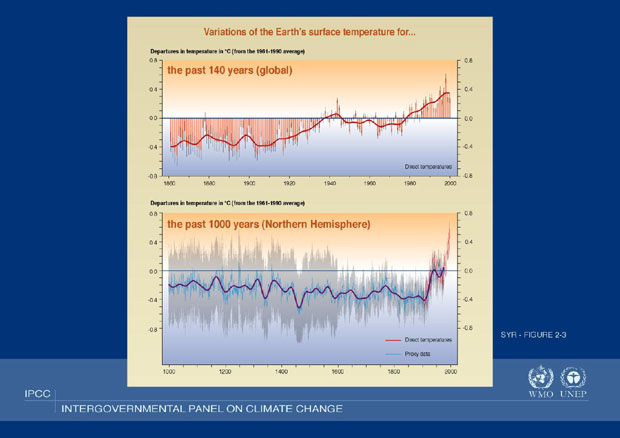 Variations of the Earth's surface temperature for...
Departures in temperature in °C (from the 1961-1990 average)
the past 140 years (global)
0.8 0.8
0.4 0.4
0.0 0.0
-0.4 -0.4
-0.8 -0.8
Direct temperatures
1860 1880 1900 1920 1940 1960 1980 2000
Departures in temperature in °C (from the 1961-1990 average)
the past 1000 years (Northern Hemisphere)
0.8 0.8
0.4 0.4
0.0 0.0
-0.4 -0.4
-0.8 -0.8
Direct temperatures
Proxy data
1000 1200 1400 1600 1800 2000
SYR - FIGURE 2-3
WMO UNEP
IPCC
INTERGOVERNMENTAL PANEL ON CLIMATE CHANGE